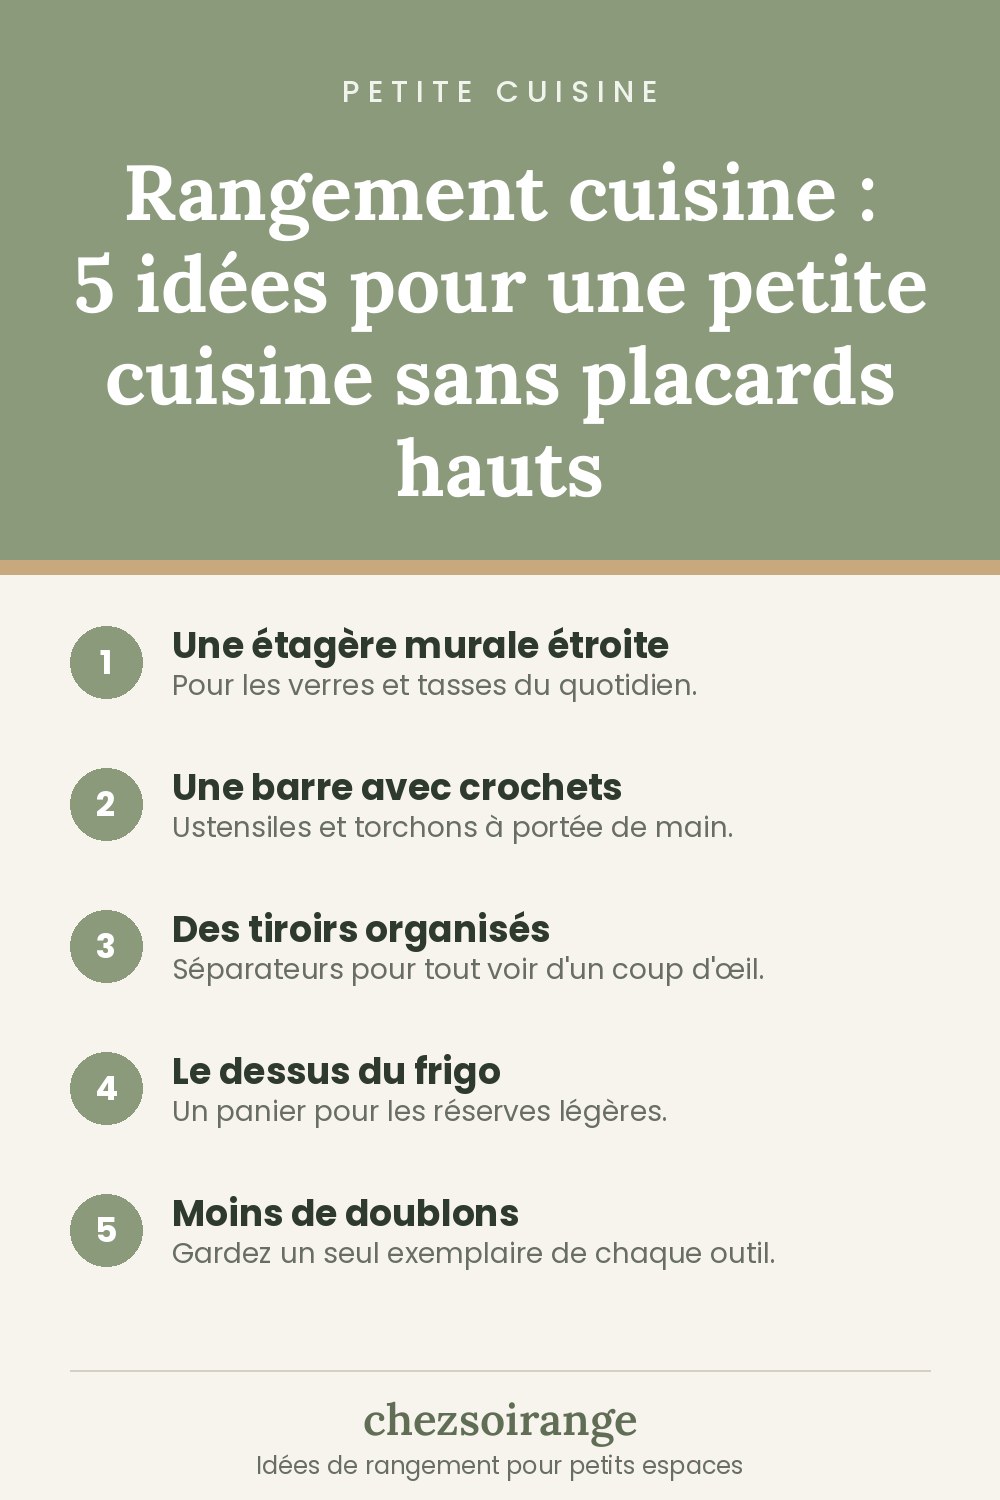 PETITE CUISINE
Rangement cuisine :
5 idées pour une petite
cuisine sans placards
hauts
1
Une étagère murale étroite
Pour les verres et tasses du quotidien.
2
Une barre avec crochets
Ustensiles et torchons à portée de main.
3
Des tiroirs organisés
Séparateurs pour tout voir d'un coup d'œil.
4
Le dessus du frigo
Un panier pour les réserves légères.
5
Moins de doublons
Gardez un seul exemplaire de chaque outil.
chezsoirange
Idées de rangement pour petits espaces